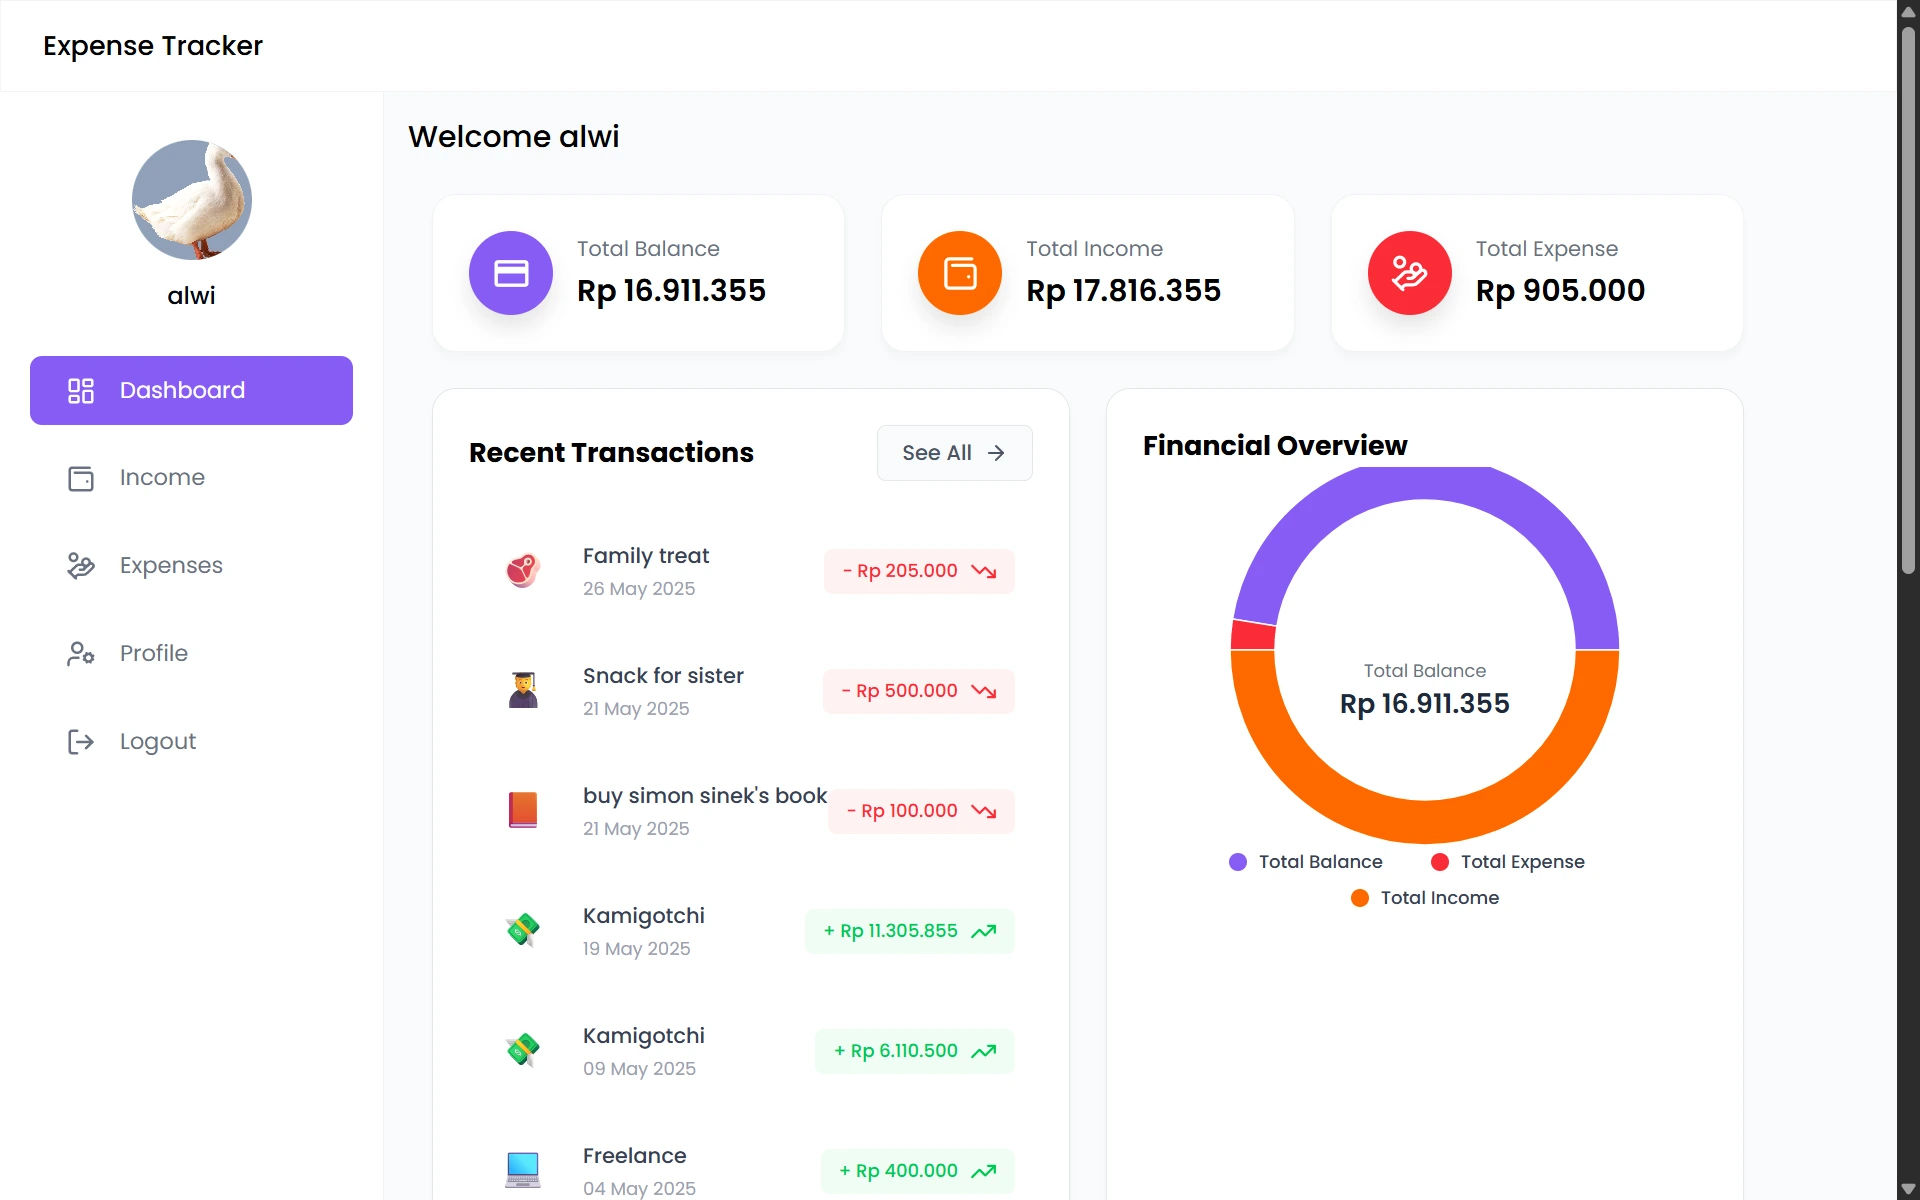 Expense Tracker
alwi
Dashboard
Income
Expenses
Profile
Logout
Welcome alwi
Total Balance
Rp 16.911.355
Total Income
Rp 17.816.355
Total Expense
Rp 905.000
Recent Transactions
See All
Family treat
26 May 2025
- Rp 205.000
Snack for sister
21 May 2025
- Rp 500.000
buy simon sinek's book
21 May 2025
- Rp 100.000
Kamigotchi
19 May 2025
+ Rp 11.305.855
Kamigotchi
09 May 2025
+ Rp 6.110.500
Freelance
04 May 2025
+ Rp 400.000
Financial Overview
Total Balance
Rp 16.911.355
Total Balance
Total Expense
Total Income